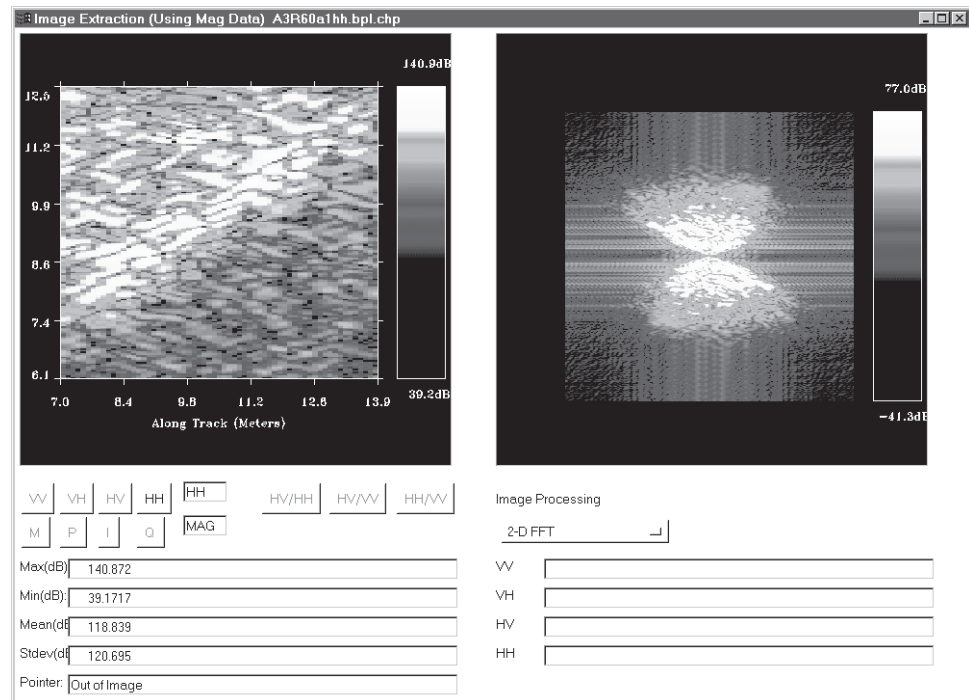 Image Extraction (Using Mag Data) A3R60a1hh.bpl.chp
140.9dB
12.5
11.2
9.9
8.6
7.4
6.1
39.2dB
7.0 8.4 9.8 11.2 12.6 13.9
Along Track (Meters)
77.0dB
-41.3dB
VV VH HV HH HH HV/HH HV/VV HH/VV
M P I Q MAG
Max(dB) 140.872
Min(dB): 39.1717
Mean(dB 118.839
Stdev(dB 120.695
Pointer: Out of Image
Image Processing
2-D FFT
VV
VH
HV
HH